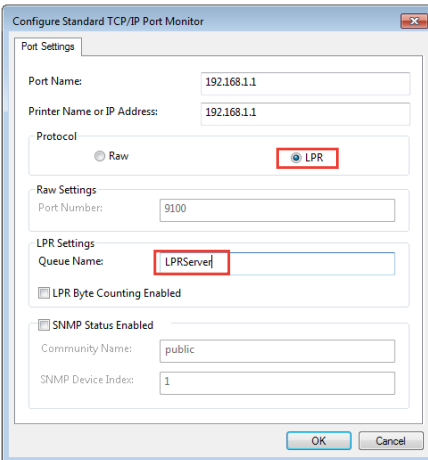 Configure Standard TCP/IP Port Monitor
Port Settings
Port Name: 192.168.1.1
Printer Name or IP Address: 192.168.1.1
Protocol
Raw LPR
Raw Settings
Port Number: 9100
LPR Settings
Queue Name: LPRServer
LPR Byte Counting Enabled
SNMP Status Enabled
Community Name: public
SNMP Device Index: 1
OK Cancel